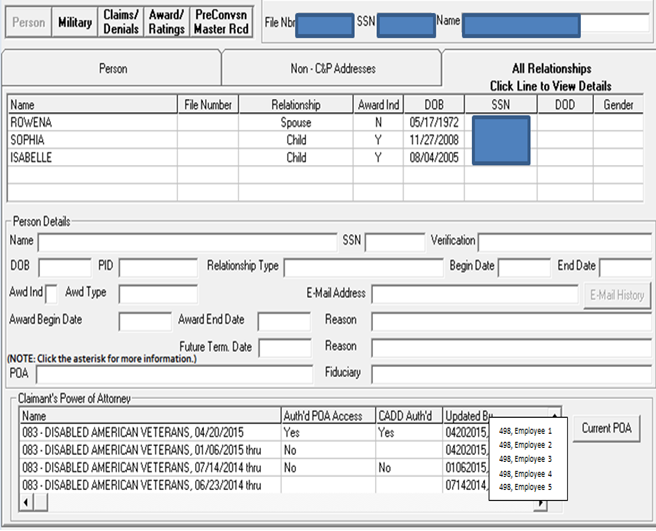 Person Military Claims/ Denials Award/ Ratings PreConvsn Master Rcd File Nbr SSN Name
Person Non - C&P Addresses All Relationships
Click Line to View Details
Name File Number Relationship Award Ind DOB SSN DOD Gender
ROWENA Spouse N 05/17/1972
SOPHIA Child Y 11/27/2008
ISABELLE Child Y 08/04/2005
Person Details
Name SSN Verification
DOB PID Relationship Type Begin Date End Date
Awd Ind Awd Type E-Mail Address E-Mail History
Award Begin Date Award End Date Reason
Future Term. Date Reason
(NOTE: Click the asterisk for more information.)
POA Fiduciary
Claimant's Power of Attorney
Name Auth'd POA Access CADD Auth'd Updated By
083 - DISABLED AMERICAN VETERANS, 04/20/2015 Yes Yes 04202015, 498, Employee 1 Current POA
083 - DISABLED AMERICAN VETERANS, 01/06/2015 thru No 04202015, 498, Employee 2
083 - DISABLED AMERICAN VETERANS, 07/14/2014 thru No No 01062015, 498, Employee 3
083 - DISABLED AMERICAN VETERANS, 06/23/2014 thru 07142014, 498, Employee 4
498, Employee 5